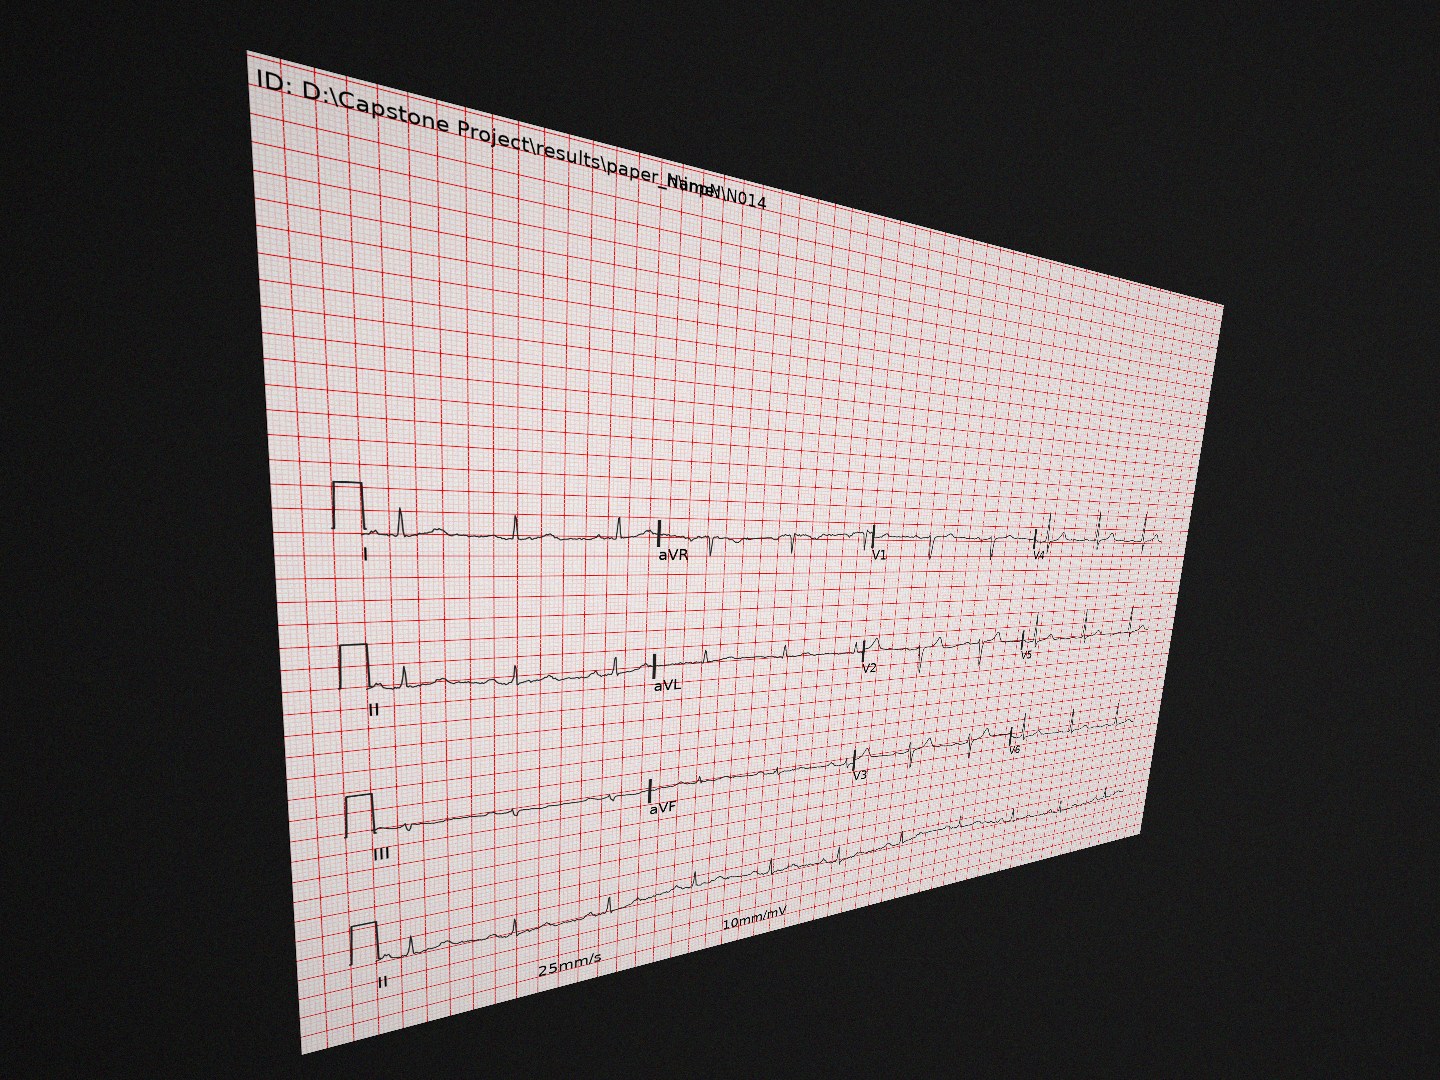 ID: D:\Capstone Project\results\paper_
N014
I
aVR
V1
V4
II
aVL
V2
V5
III
aVF
V3
V6
II
25mm/s
10mm/mV